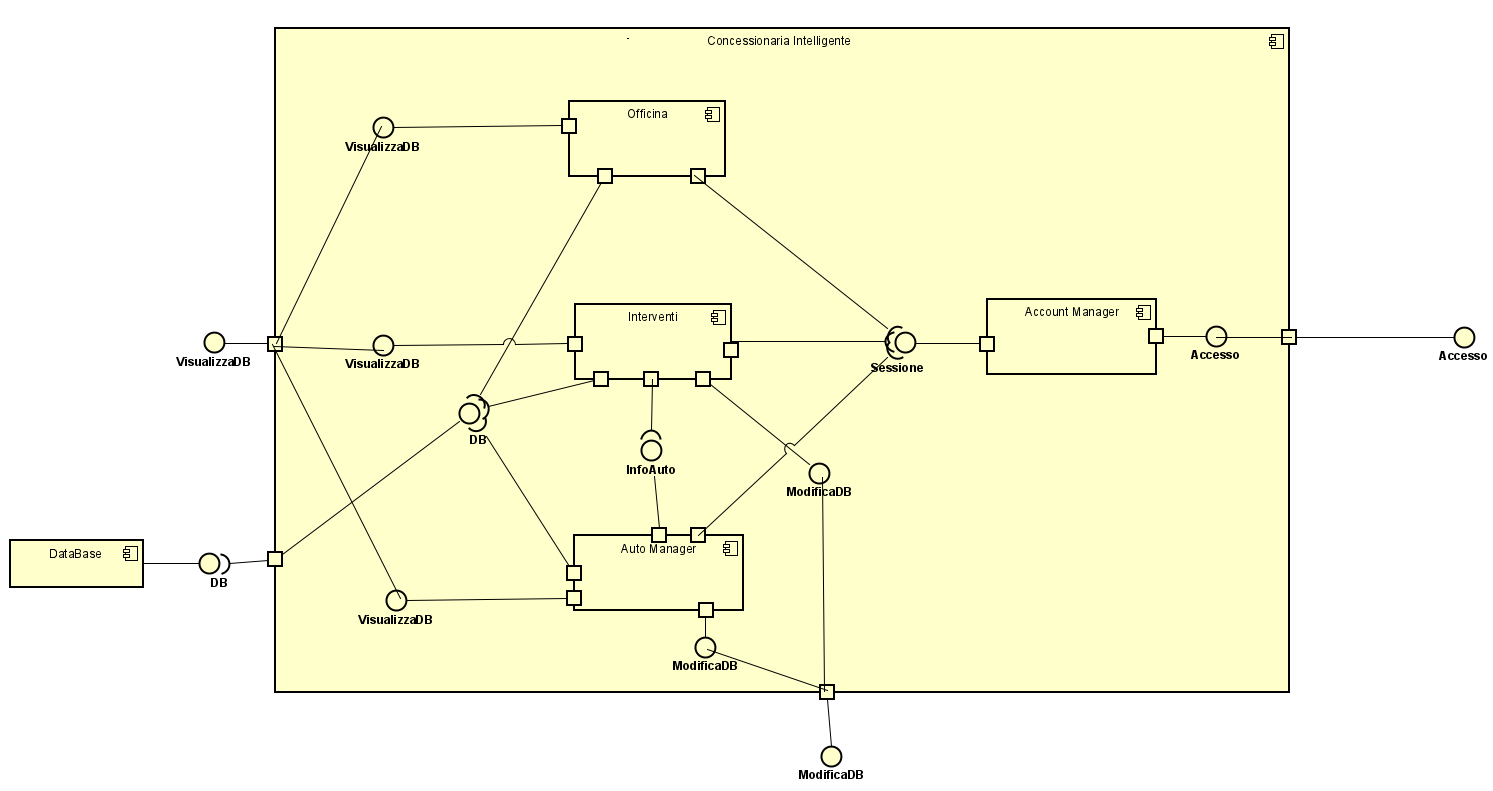 Concessionaria Intelligente
Officina
VisualizzaDB
Interventi
Account Manager
VisualizzaDB
VisualizzaDB
Sessione
Accesso
Accesso
DB
InfoAuto
ModificaDB
DataBase
Auto Manager
DB
VisualizzaDB
ModificaDB
ModificaDB